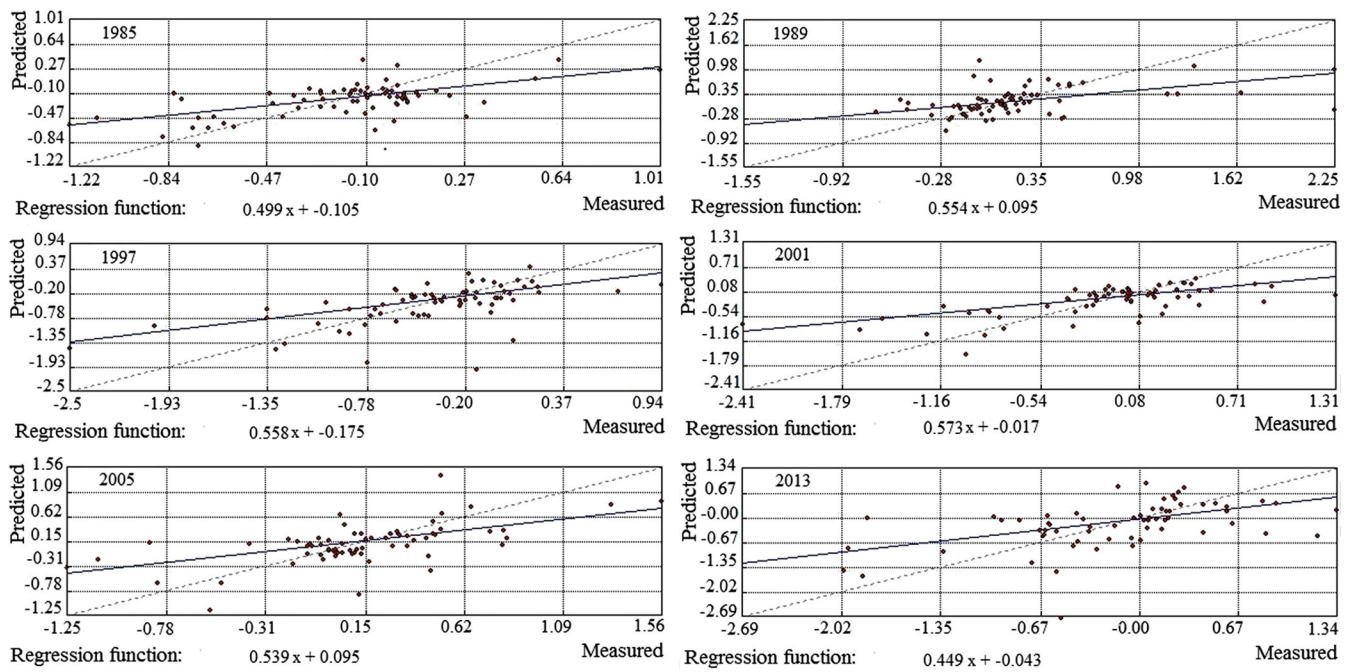 Predicted
1985
1.01
0.64
0.27
-0.10
-0.47
-0.84
-1.22
-1.22 -0.84 -0.47 -0.10 0.27 0.64 1.01
Regression function: 0.499 x + -0.105 Measured
Predicted
1989
2.25
1.62
0.98
0.35
-0.28
-0.92
-1.55
-1.55 -0.92 -0.28 0.35 0.98 1.62 2.25
Regression function: 0.554 x + 0.095 Measured
Predicted
1997
0.94
0.37
-0.20
-0.78
-1.35
-1.93
-2.5
-2.5 -1.93 -1.35 -0.78 -0.20 0.37 0.94
Regression function: 0.558 x + -0.175 Measured
Predicted
2001
1.31
0.71
0.08
-0.54
-1.16
-1.79
-2.41
-2.41 -1.79 -1.16 -0.54 0.08 0.71 1.31
Regression function: 0.573 x + -0.017 Measured
Predicted
2005
1.56
1.09
0.62
0.15
-0.31
-0.78
-1.25
-1.25 -0.78 -0.31 0.15 0.62 1.09 1.56
Regression function: 0.539 x + 0.095 Measured
Predicted
2013
1.34
0.67
-0.00
-0.67
-1.35
-2.02
-2.69
-2.69 -2.02 -1.35 -0.67 -0.00 0.67 1.34
Regression function: 0.449 x + -0.043 Measured